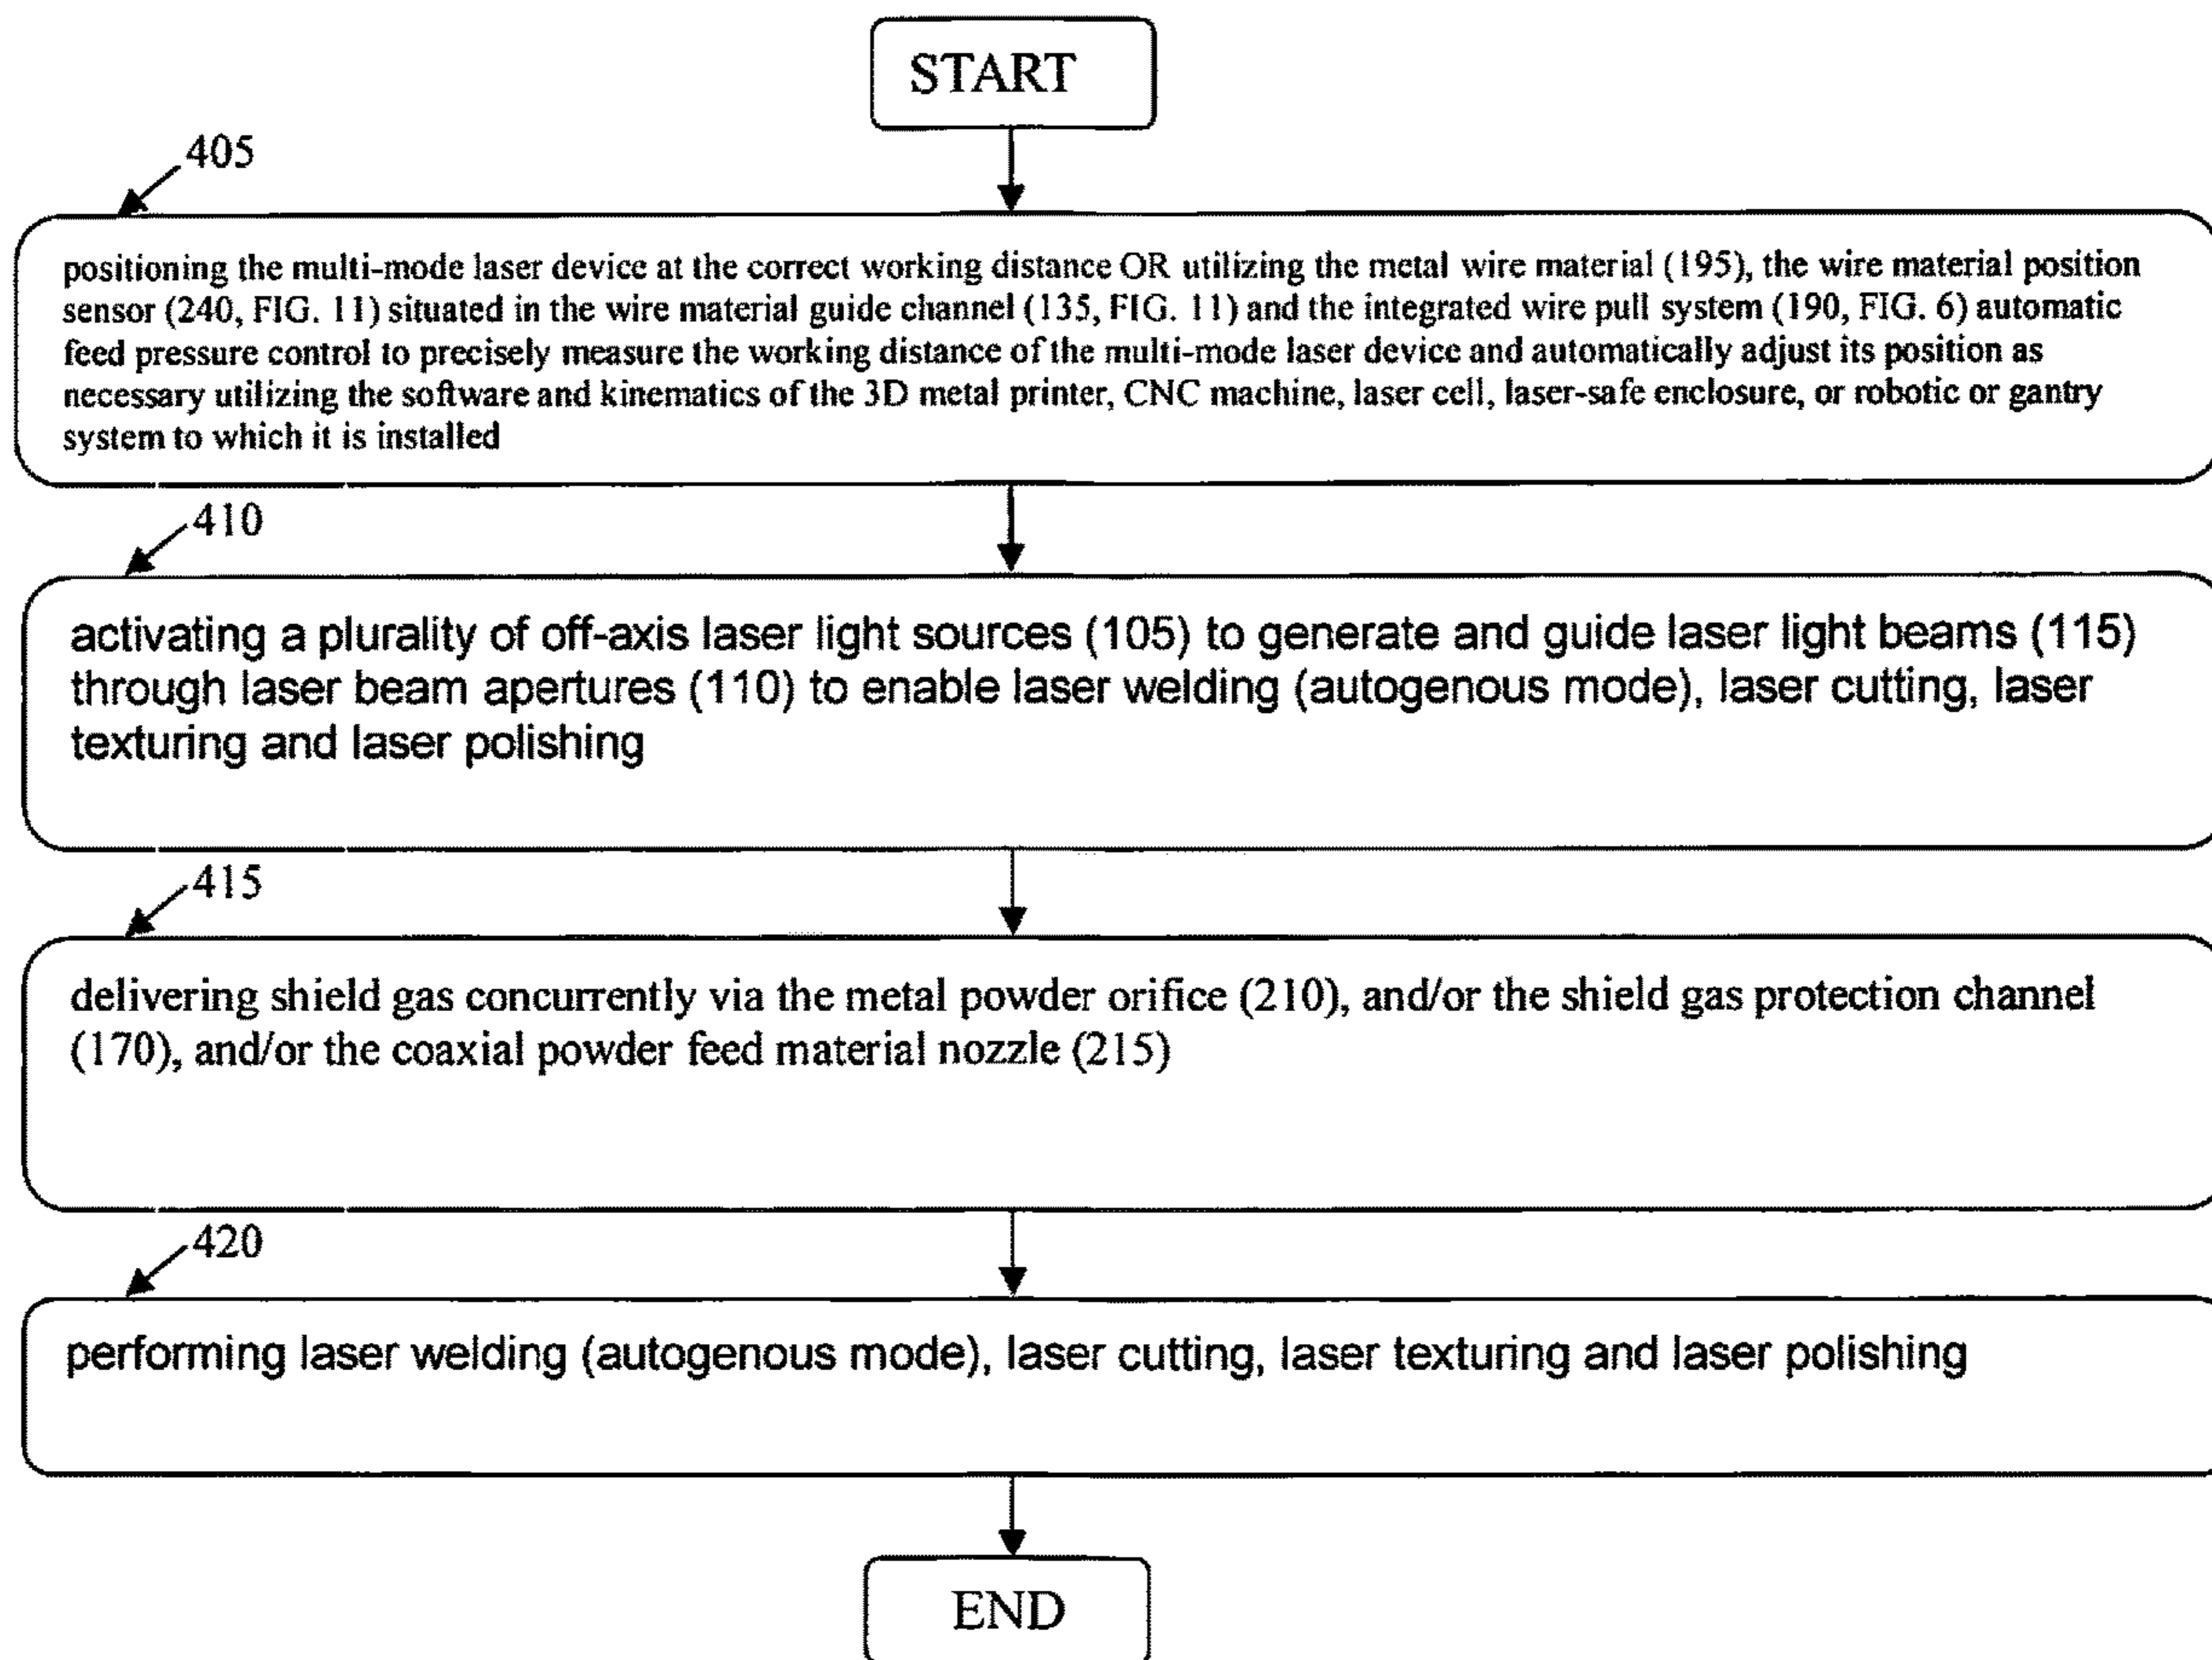 START
405
positioning the multi-mode laser device at the correct working distance OR utilizing the metal wire material (195), the wire material position
sensor (240, FIG. 11) situated in the wire material guide channel (135, FIG. 11) and the integrated wire pull system (190, FIG. 6) automatic
feed pressure control to precisely measure the working distance of the multi-mode laser device and automatically adjust its position as
necessary utilizing the software and kinematics of the 3D metal printer, CNC machine, laser cell, laser-safe enclosure, or robotic or gantry
system to which it is installed
410
activating a plurality of off-axis laser light sources (105) to generate and guide laser light beams (115)
through laser beam apertures (110) to enable laser welding (autogenous mode), laser cutting, laser
texturing and laser polishing
415
delivering shield gas concurrently via the metal powder orifice (210), and/or the shield gas protection channel
(170), and/or the coaxial powder feed material nozzle (215)
420
performing laser welding (autogenous mode), laser cutting, laser texturing and laser polishing
END